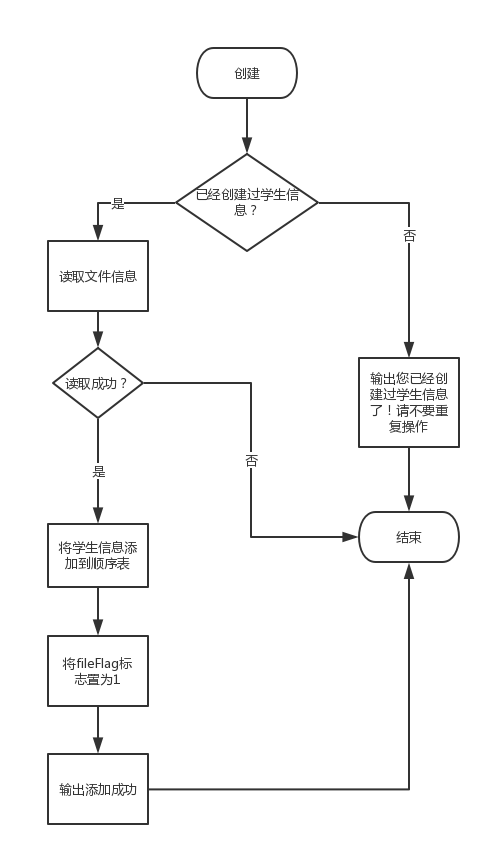 创建
已经创建过学生信
息？
是
否
读取文件信息
读取成功？
输出您已经创
建过学生信息
了！请不要重
复操作
否
是
结束
将学生信息添
加到顺序表
将fileFlag标
志置为1
输出添加成功